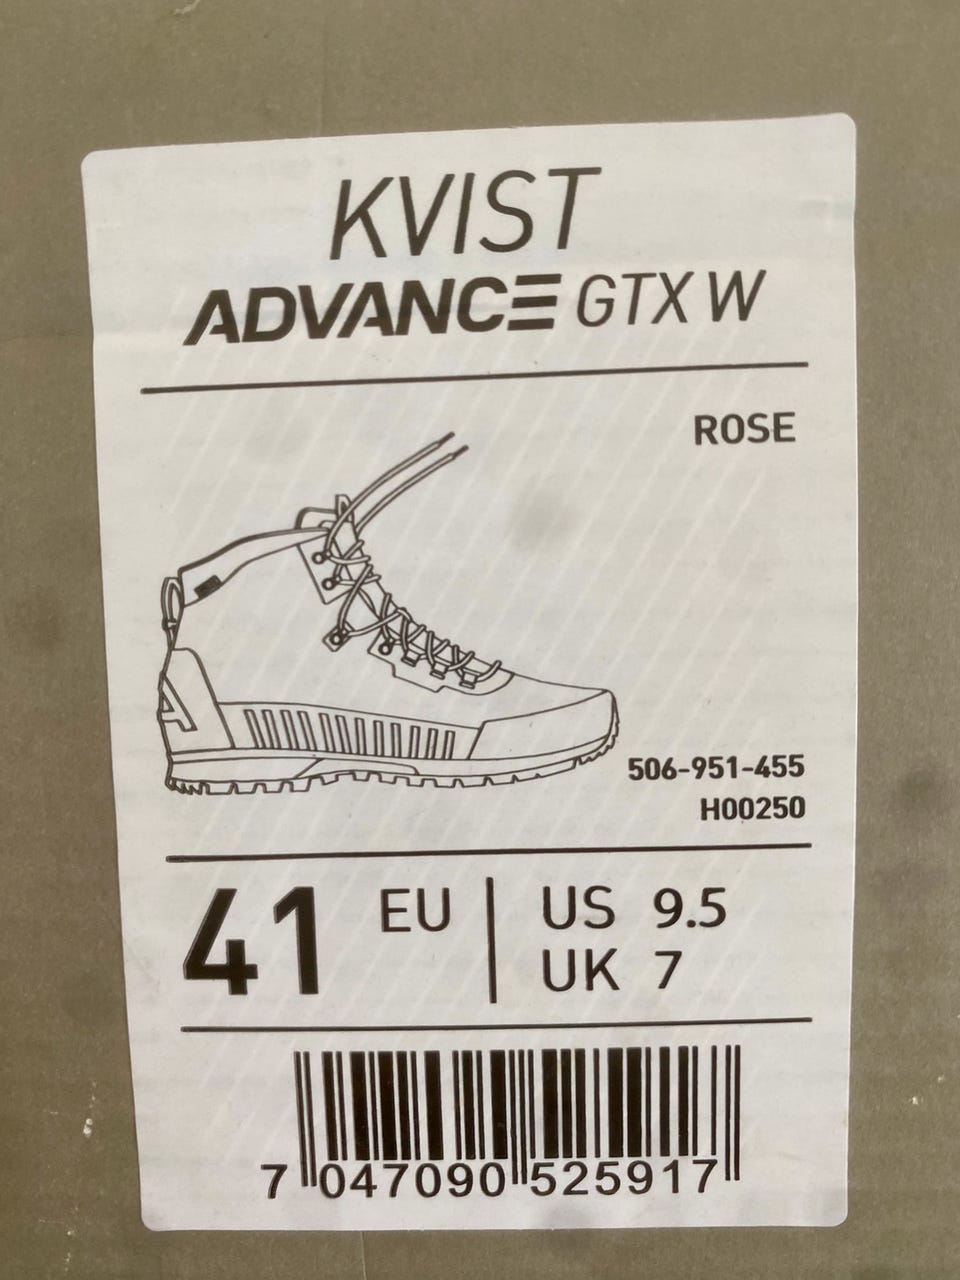 KVIST
ADVANCE GTX W
ROSE
A
506-951-455
H00250
41 EU
US 9.5
UK 7
7 047090 525917